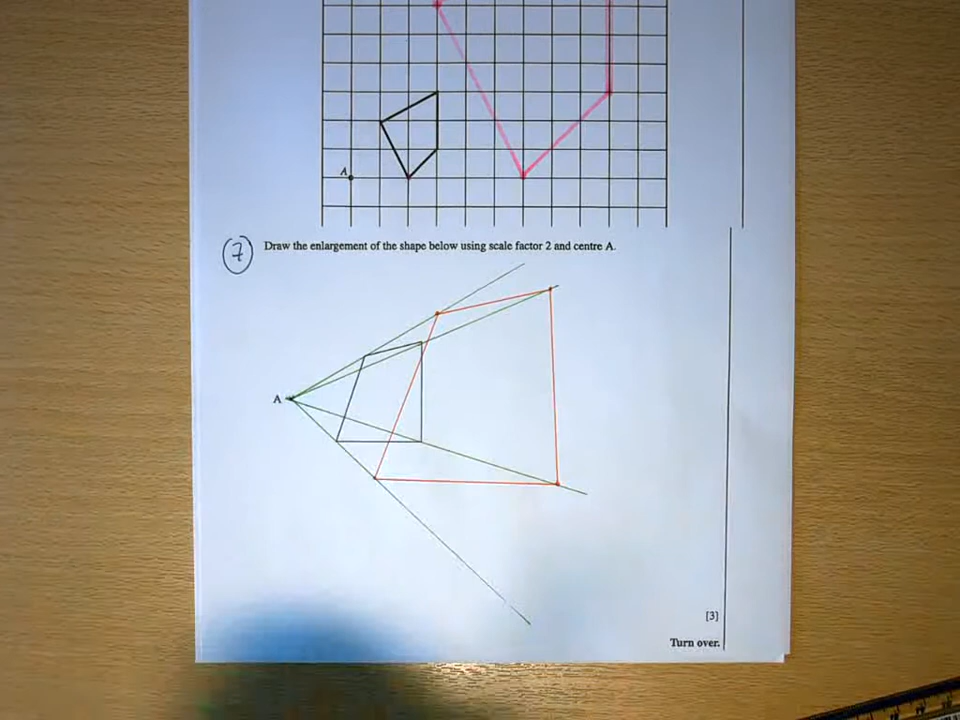 A
7
Draw the enlargement of the shape below using scale factor 2 and centre A.
A
[3]
Turn over.